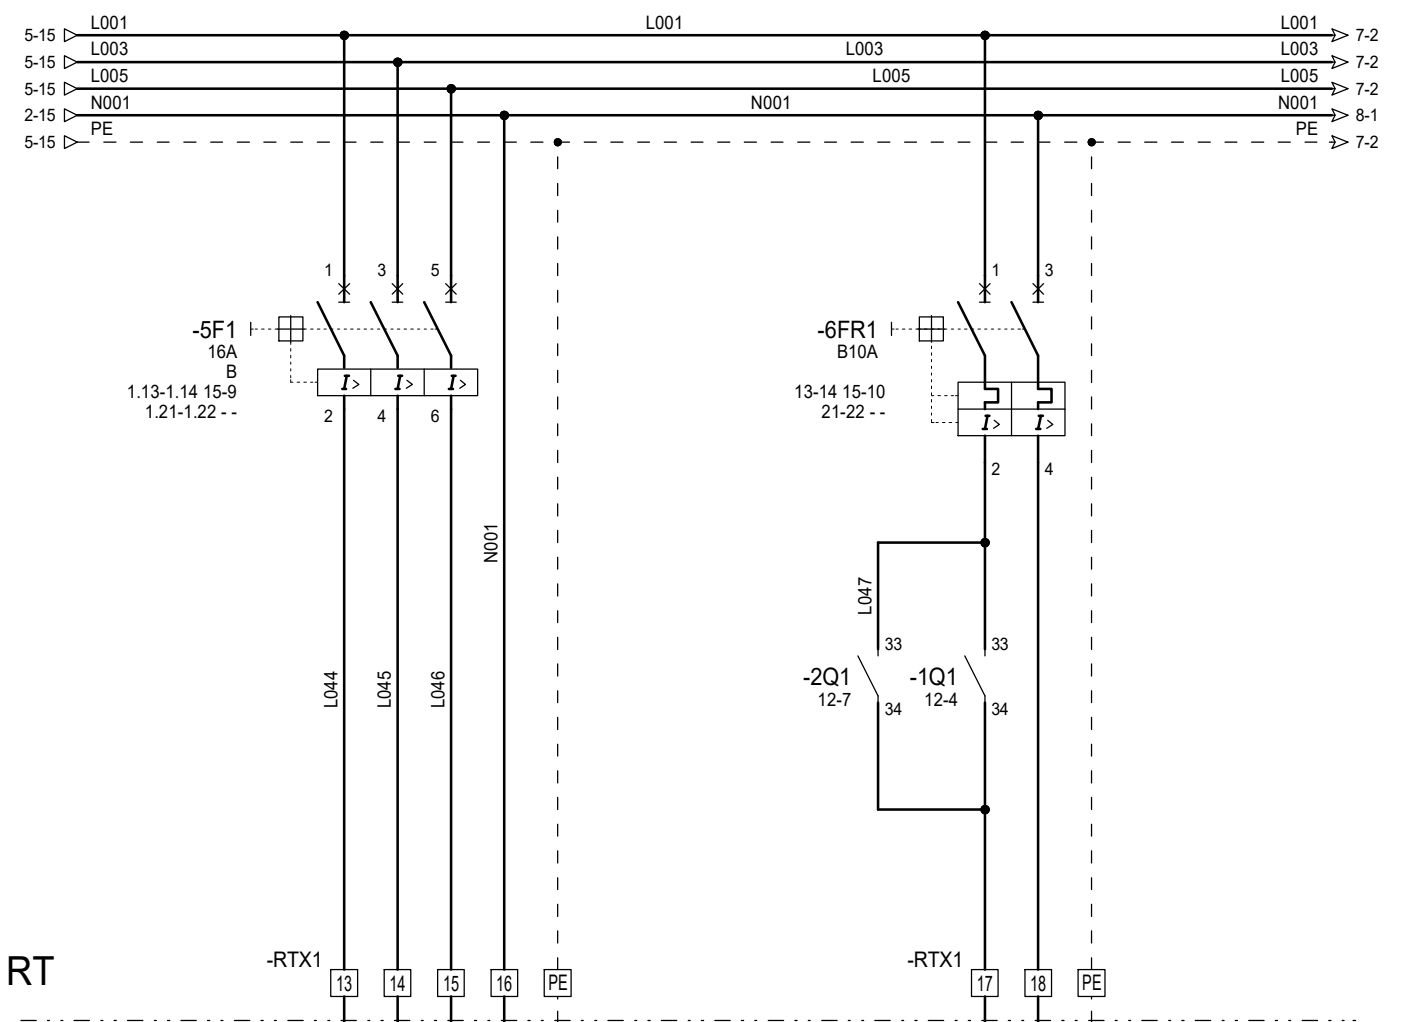 L001 L001 L001
5-15 7-2
L003 L003 L003
5-15 7-2
L005 L005 L005
5-15 7-2
N001 N001 N001
2-15 8-1
PE PE
5-15 7-2
1 3 5
-5F1
16A
B
1.13-1.14 15-9
1.21-1.22 - -
I> I> I>
2 4 6
L044
L045
L046
N001
1 3
-6FR1
B10A
13-14 15-10
21-22 - -
I> I>
2 4
L047
33 33
-2Q1 -1Q1
12-7 12-4
34 34
RT
-RTX1
13 14 15 16 PE
-RTX1
17 18 PE